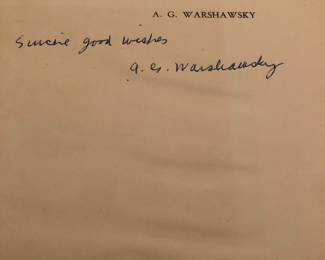 A. G. WARSHAWSKY
Sincere good wishes
A. G. Warshawsky